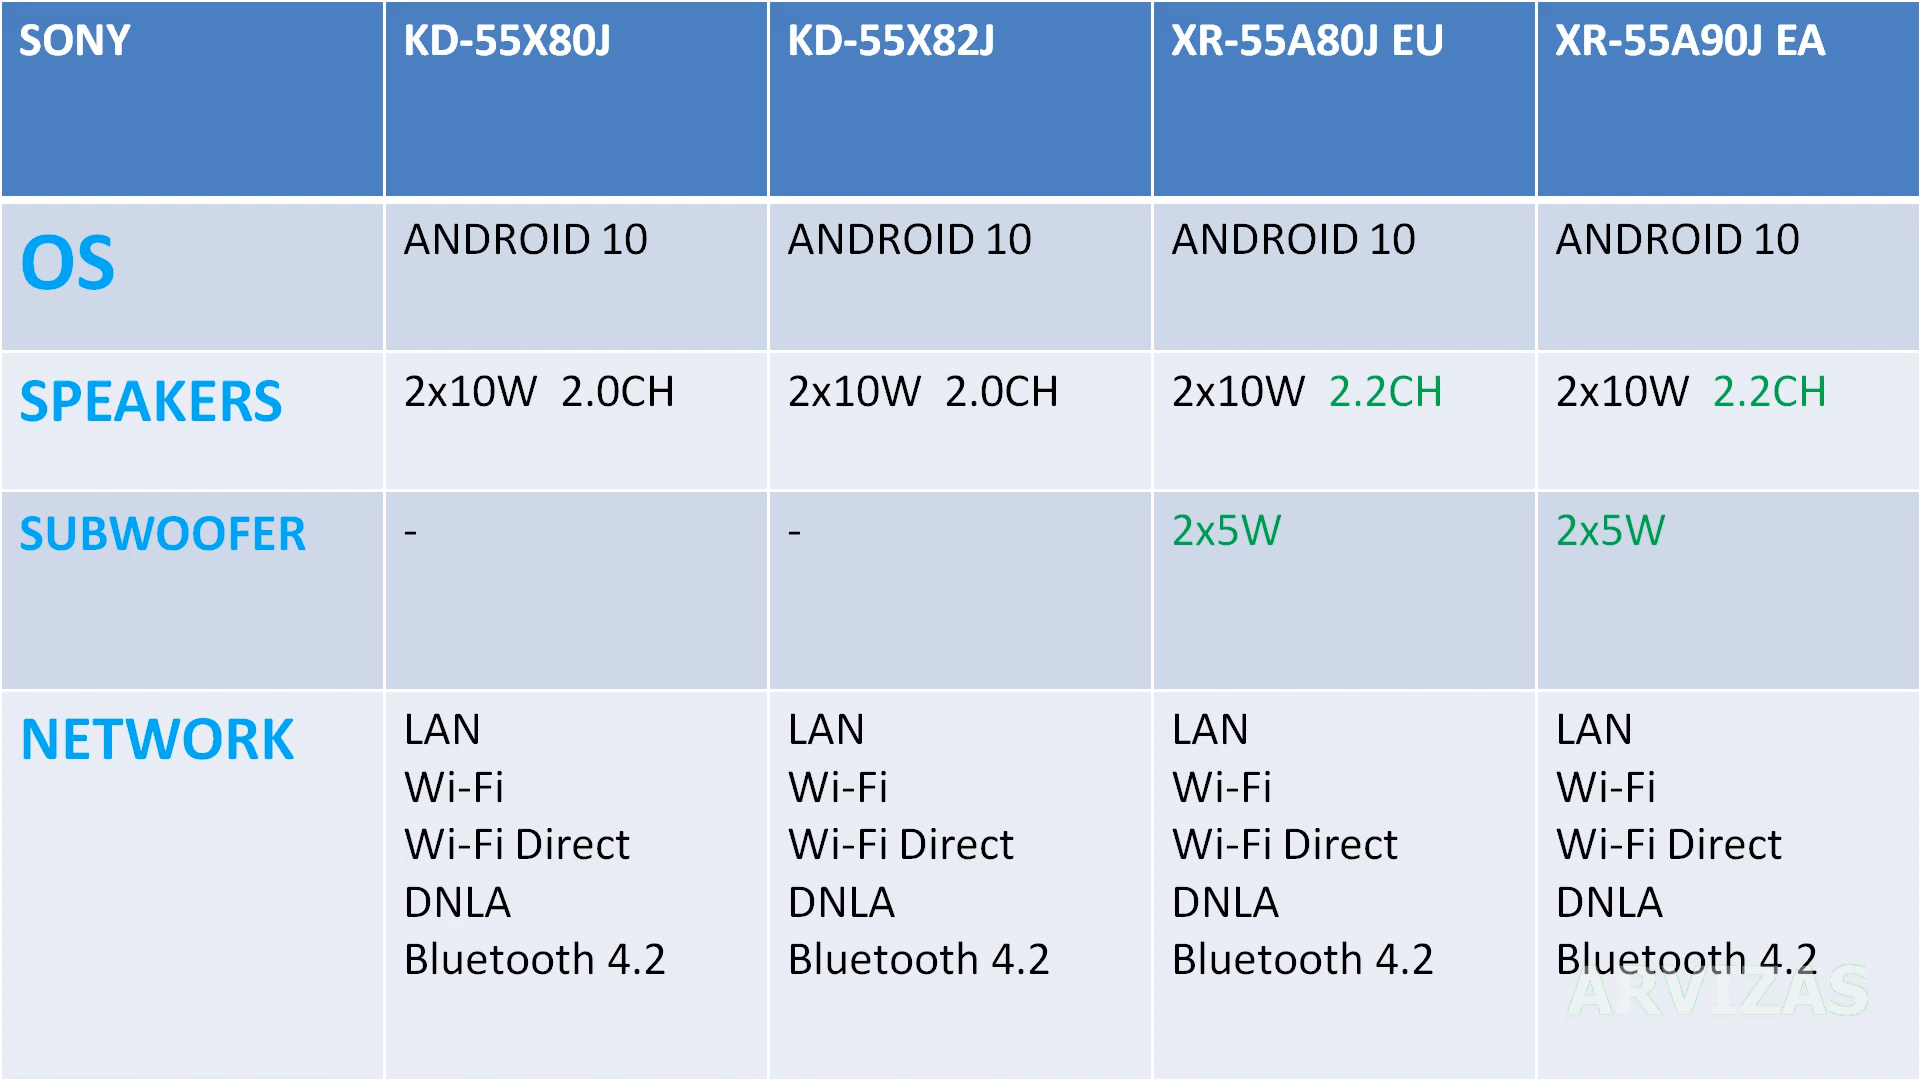 SONY KD-55X80J KD-55X82J XR-55A80J EU XR-55A90J EA
OS ANDROID 10 ANDROID 10 ANDROID 10 ANDROID 10
SPEAKERS 2x10W 2.0CH 2x10W 2.0CH 2x10W 2.2CH 2x10W 2.2CH
SUBWOOFER - - 2x5W 2x5W
NETWORK LAN LAN LAN LAN
Wi-Fi Wi-Fi Wi-Fi Wi-Fi
Wi-Fi Direct Wi-Fi Direct Wi-Fi Direct Wi-Fi Direct
DNLA DNLA DNLA DNLA
Bluetooth 4.2 Bluetooth 4.2 Bluetooth 4.2 Bluetooth 4.2
ARVIZAS